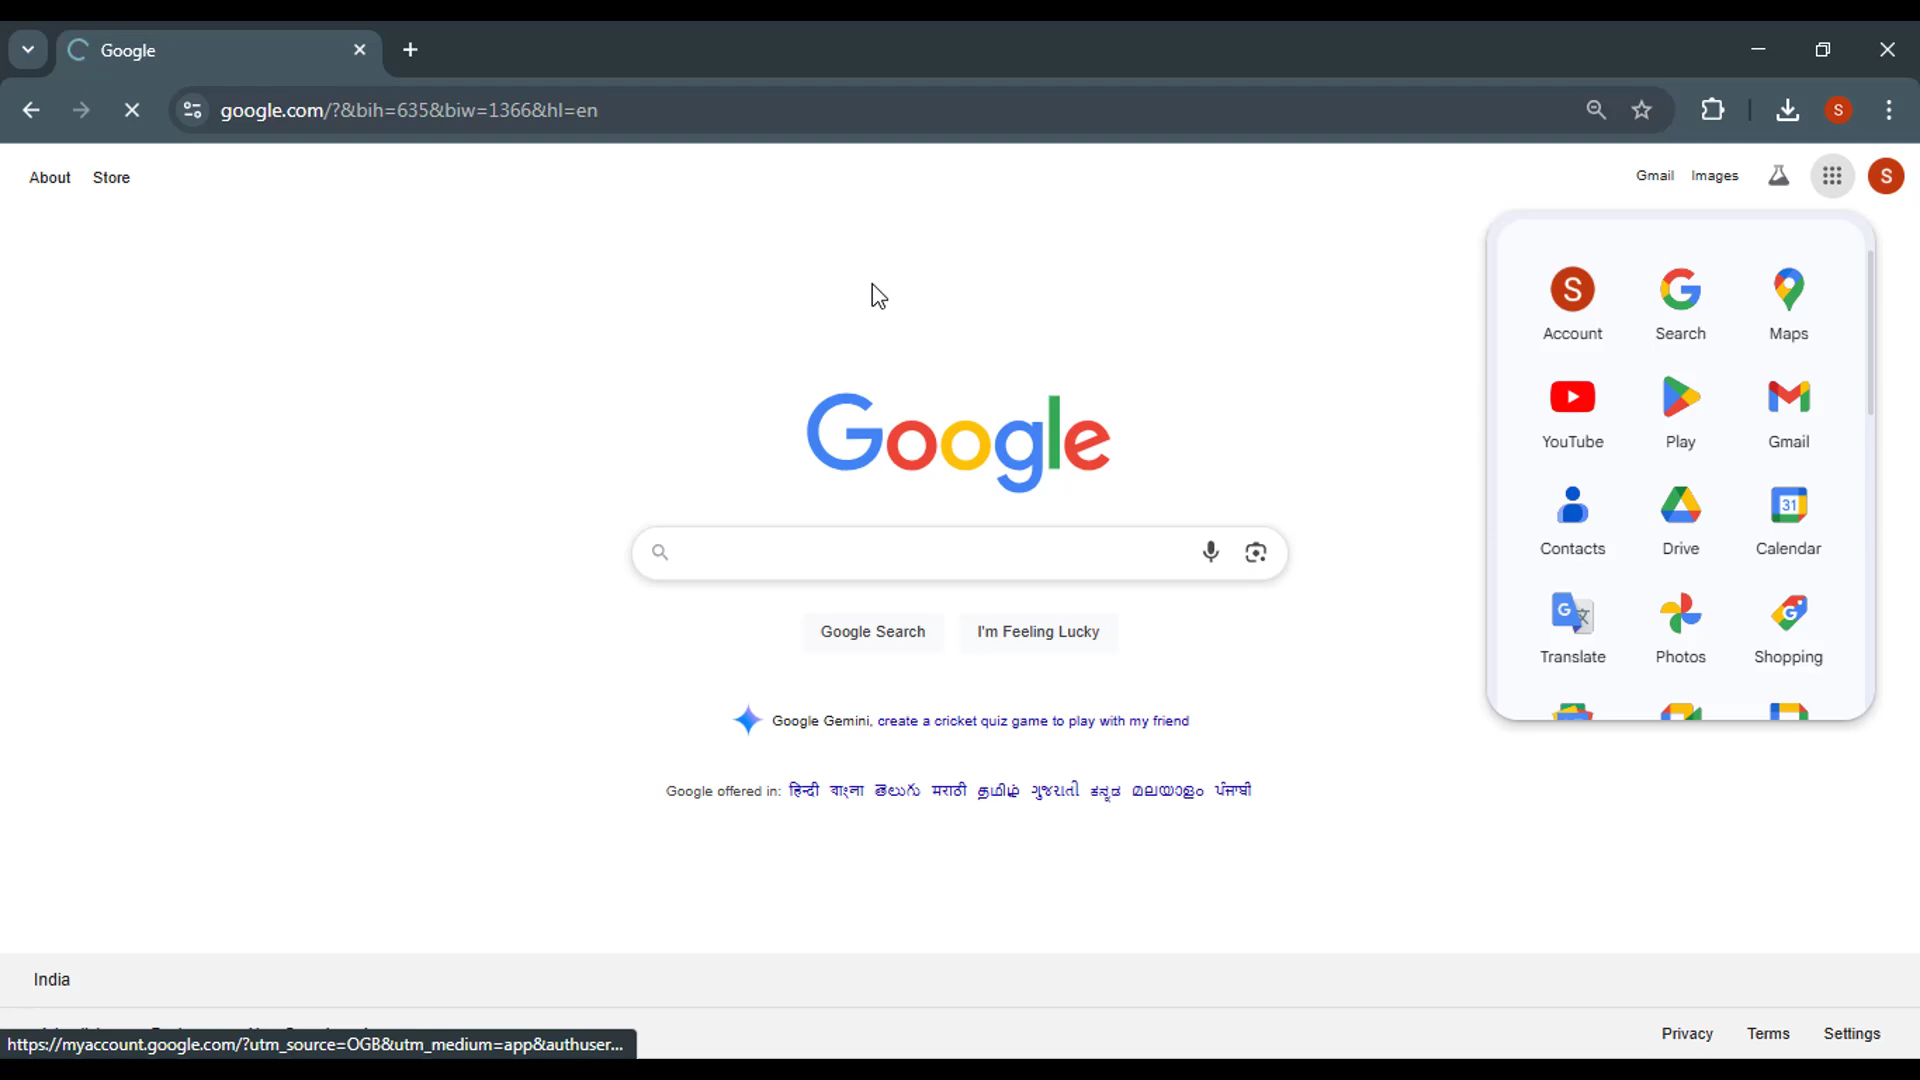 Google
google.com/?&bih=635&biw=1366&hl=en
S
About Store
Gmail Images
S
S
Account Search Maps
YouTube Play Gmail
31
Contacts Drive Calendar
Translate Photos Shopping
Google
Google Search I'm Feeling Lucky
Google Gemini, create a cricket quiz game to play with my friend
Google offered in: हिन्दी বাংলা తెలుగు मराठी தமிழ் ગુજરાતી ಕನ್ನಡ മലയാളം ਪੰਜਾਬੀ
India
https://myaccount.google.com/?utm_source=OGB&utm_medium=app&authuser...
Privacy Terms Settings